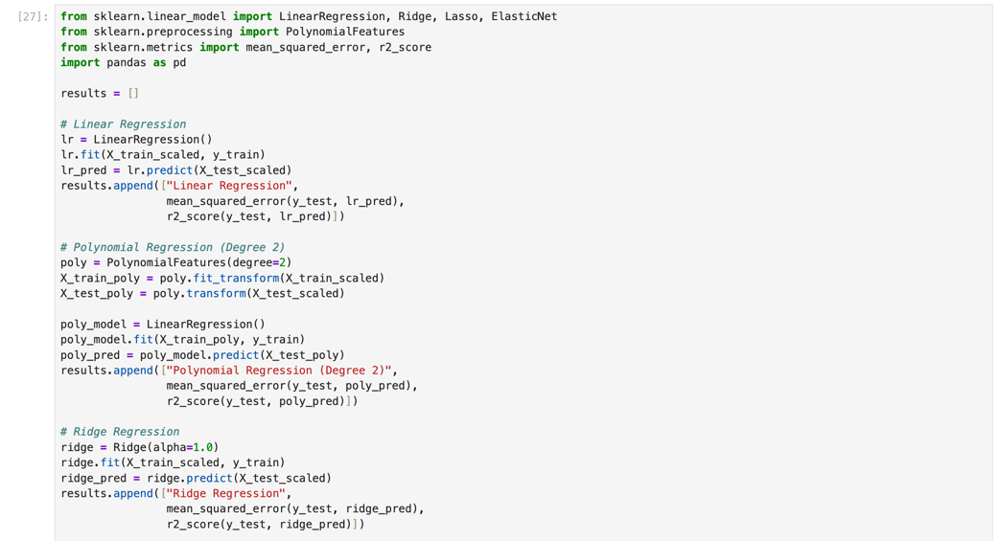 [27]: from sklearn.linear_model import LinearRegression, Ridge, Lasso, ElasticNet
from sklearn.preprocessing import PolynomialFeatures
from sklearn.metrics import mean_squared_error, r2_score
import pandas as pd

results = []

# Linear Regression
lr = LinearRegression()
lr.fit(X_train_scaled, y_train)
lr_pred = lr.predict(X_test_scaled)
results.append(["Linear Regression",
                mean_squared_error(y_test, lr_pred),
                r2_score(y_test, lr_pred)])

# Polynomial Regression (Degree 2)
poly = PolynomialFeatures(degree=2)
X_train_poly = poly.fit_transform(X_train_scaled)
X_test_poly = poly.transform(X_test_scaled)

poly_model = LinearRegression()
poly_model.fit(X_train_poly, y_train)
poly_pred = poly_model.predict(X_test_poly)
results.append(["Polynomial Regression (Degree 2)",
                mean_squared_error(y_test, poly_pred),
                r2_score(y_test, poly_pred)])

# Ridge Regression
ridge = Ridge(alpha=1.0)
ridge.fit(X_train_scaled, y_train)
ridge_pred = ridge.predict(X_test_scaled)
results.append(["Ridge Regression",
                mean_squared_error(y_test, ridge_pred),
                r2_score(y_test, ridge_pred)])